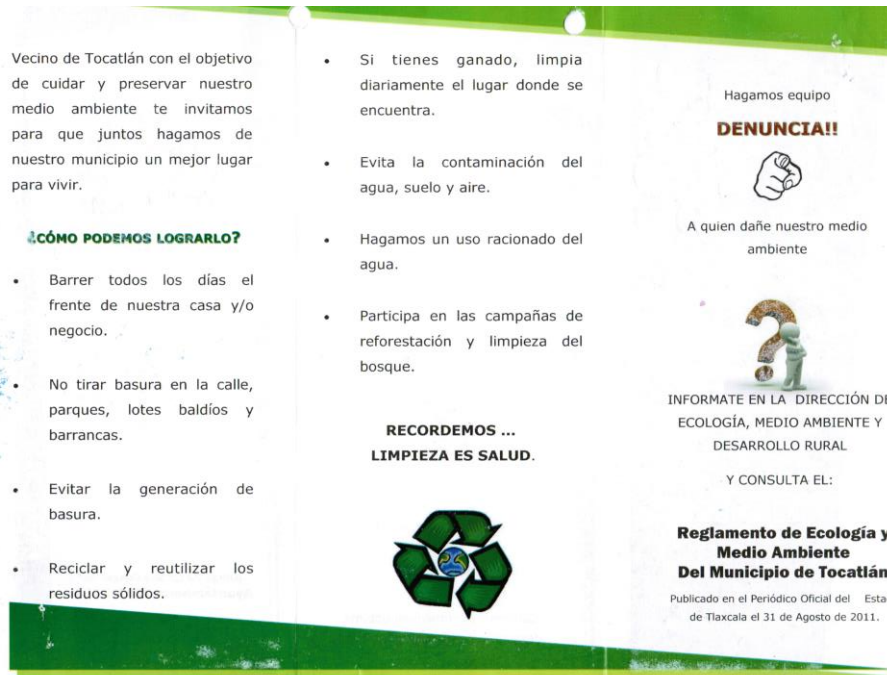 Vecino de Tocatlán con el objetivo
de cuidar y preservar nuestro
medio ambiente te invitamos
para que juntos hagamos de
nuestro municipio un mejor lugar
para vivir.
¿CÓMO PODEMOS LOGRARLO?
• Barrer todos los días el
frente de nuestra casa y/o
negocio.
• No tirar basura en la calle,
parques, lotes baldíos y
barrancas.
• Evitar la generación de
basura.
• Reciclar y reutilizar los
residuos sólidos.
• Si tienes ganado, limpia
diariamente el lugar donde se
encuentra.
• Evita la contaminación del
agua, suelo y aire.
• Hagamos un uso racionado del
agua.
• Participa en las campañas de
reforestación y limpieza del
bosque.
RECORDEMOS ...
LIMPIEZA ES SALUD.
Hagamos equipo
DENUNCIA!!
A quien dañe nuestro medio
ambiente
INFORMATE EN LA DIRECCIÓN DE
ECOLOGÍA, MEDIO AMBIENTE Y
DESARROLLO RURAL
Y CONSULTA EL:
Reglamento de Ecología y
Medio Ambiente
Del Municipio de Tocatlán
Publicado en el Periódico Oficial del
de Tlaxcala el 31 de Agosto de 2011.